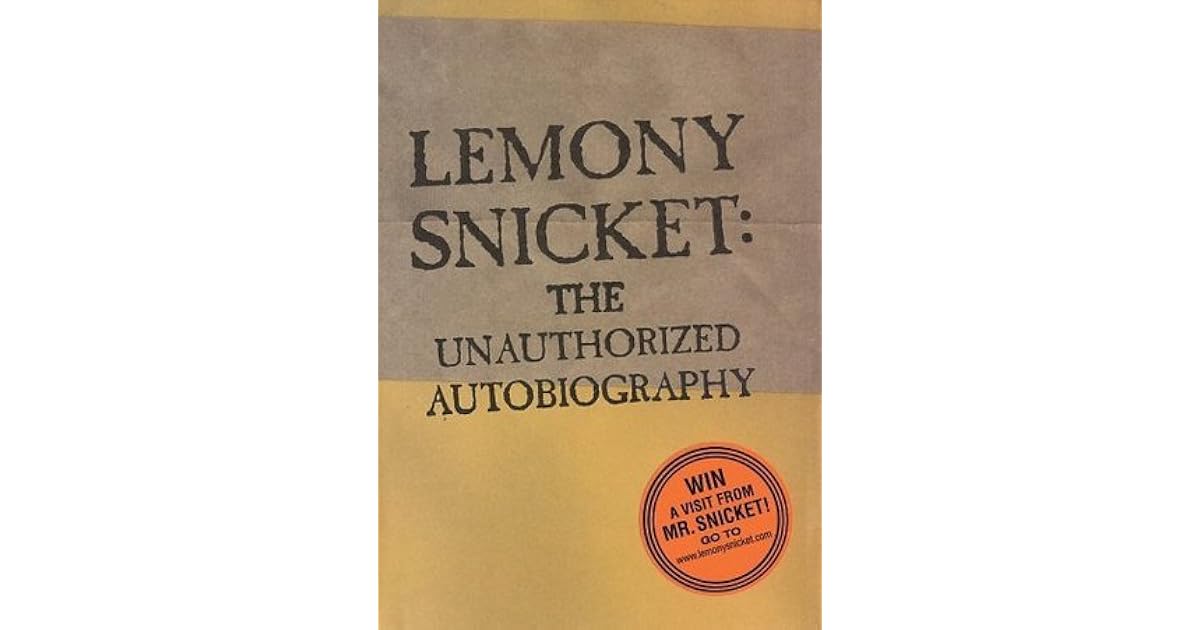 LEMONY
SNICKET:
THE
UNAUTHORIZED
AUTOBIOGRAPHY
WIN
A VISIT FROM
MR. SNICKET!
GO TO
www.lemonysnicket.com